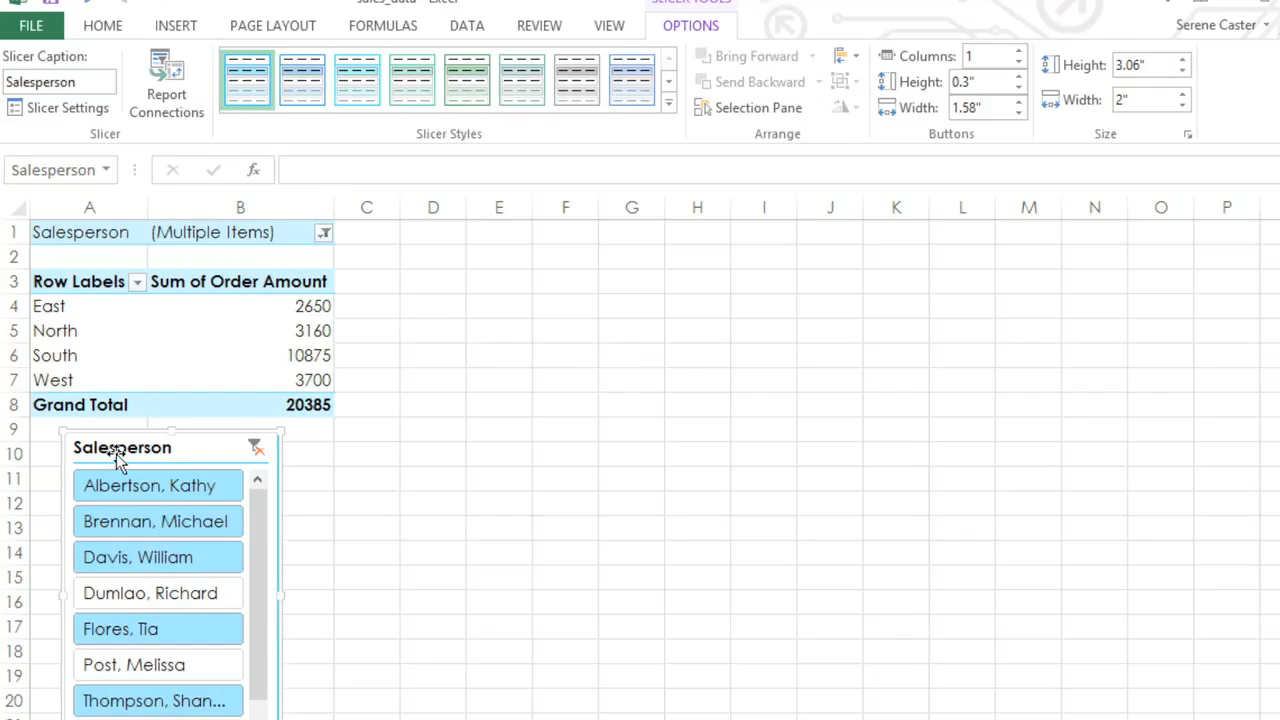 sales_data - Excel
SLICER TOOLS
FILE HOME INSERT PAGE LAYOUT FORMULAS DATA REVIEW VIEW OPTIONS Serene Caster
Slicer Caption:
Salesperson
Slicer Settings
Report
Connections
Slicer
Slicer Styles
Bring Forward
Send Backward
Selection Pane
Arrange
Columns: 1
Height: 0.3"
Width: 1.58"
Buttons
Height: 3.06"
Width: 2"
Size
Salesperson fx
A B C D E F G H I J K L M N O P
1 Salesperson (Multiple Items)
2
3 Row Labels Sum of Order Amount
4 East 2650
5 North 3160
6 South 10875
7 West 3700
8 Grand Total 20385
9
10
11
12
13
14
15
16
17
18
19
20
Salesperson
Albertson, Kathy
Brennan, Michael
Davis, William
Dumlao, Richard
Flores, Tia
Post, Melissa
Thompson, Shan...